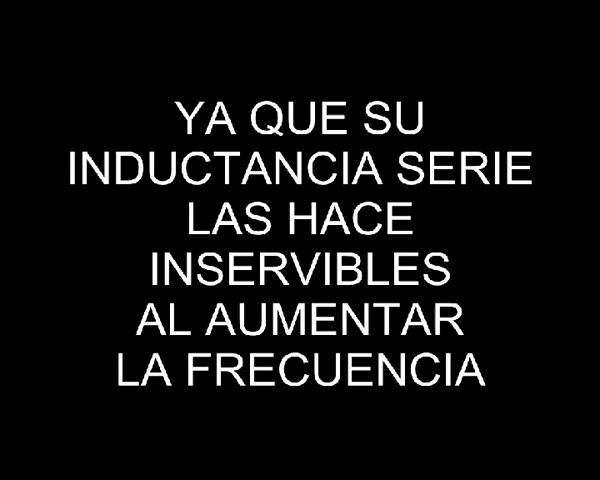 YA QUE SU
INDUCTANCIA SERIE
LAS HACE
INSERVIBLES
AL AUMENTAR
LA FRECUENCIA